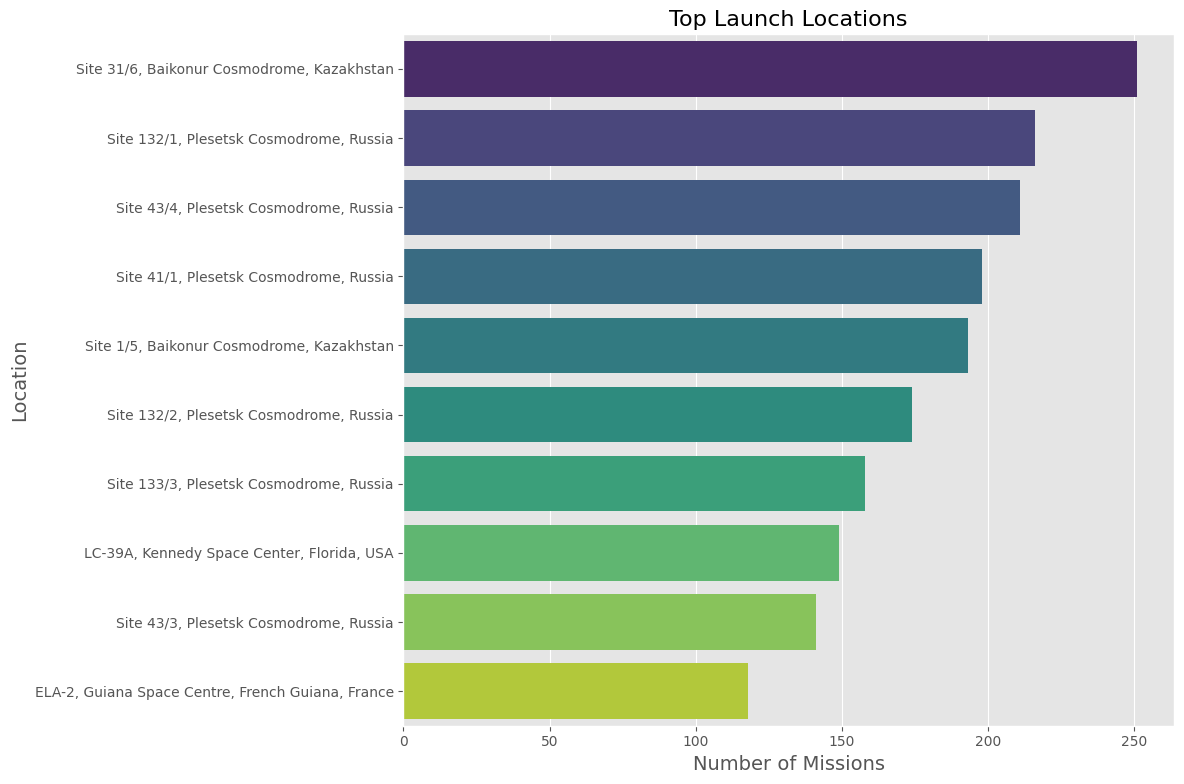 Top Launch Locations
Location
Site 31/6, Baikonur Cosmodrome, Kazakhstan
Site 132/1, Plesetsk Cosmodrome, Russia
Site 43/4, Plesetsk Cosmodrome, Russia
Site 41/1, Plesetsk Cosmodrome, Russia
Site 1/5, Baikonur Cosmodrome, Kazakhstan
Site 132/2, Plesetsk Cosmodrome, Russia
Site 133/3, Plesetsk Cosmodrome, Russia
LC-39A, Kennedy Space Center, Florida, USA
Site 43/3, Plesetsk Cosmodrome, Russia
ELA-2, Guiana Space Centre, French Guiana, France
0 50 100 150 200 250
Number of Missions